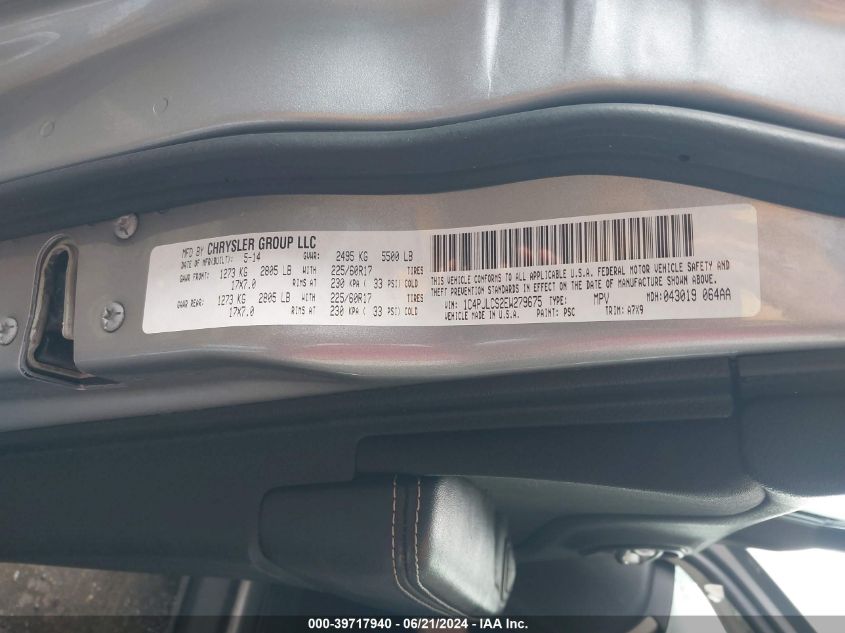 MFD BY CHRYSLER GROUP LLC
DATE OF MFR(BUILT): 5-14 GVWR: 2495 KG 5500 LB
GAWR FRONT: 1273 KG 2805 LB WITH 225/60R17 TIRES
17X7.0 RIMS AT 230 KPA ( 33 PSI) COLD
GAWR REAR: 1273 KG 2805 LB WITH 225/60R17 TIRES
17X7.0 RIMS AT 230 KPA ( 33 PSI) COLD
THIS VEHICLE CONFORMS TO ALL APPLICABLE U.S.A. FEDERAL MOTOR VEHICLE SAFETY AND
THEFT PREVENTION STANDARDS IN EFFECT ON THE DATE OF MANUFACTURE SHOWN ABOVE.
VIN: 1C4PJLCS2EW279675 TYPE: MPV MDH: 043019 064AA
VEHICLE MADE IN U.S.A. PAINT: PSC TRIM: A7X9
000-39717940 - 06/21/2024 - IAA Inc.